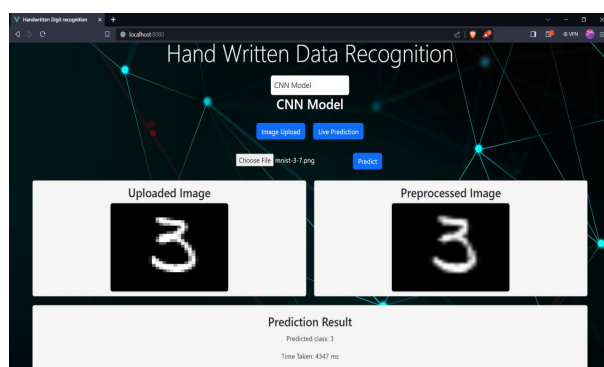 Handwritten Digit recognition
localhost:8080
VPN
Hand Written Data Recognition
CNN Model
CNN Model
Image Upload Live Prediction
Choose File mnist-3-7.png Predict
Uploaded Image Preprocessed Image
3 3
Prediction Result
Predicted class: 3
Time Taken: 4347 ms